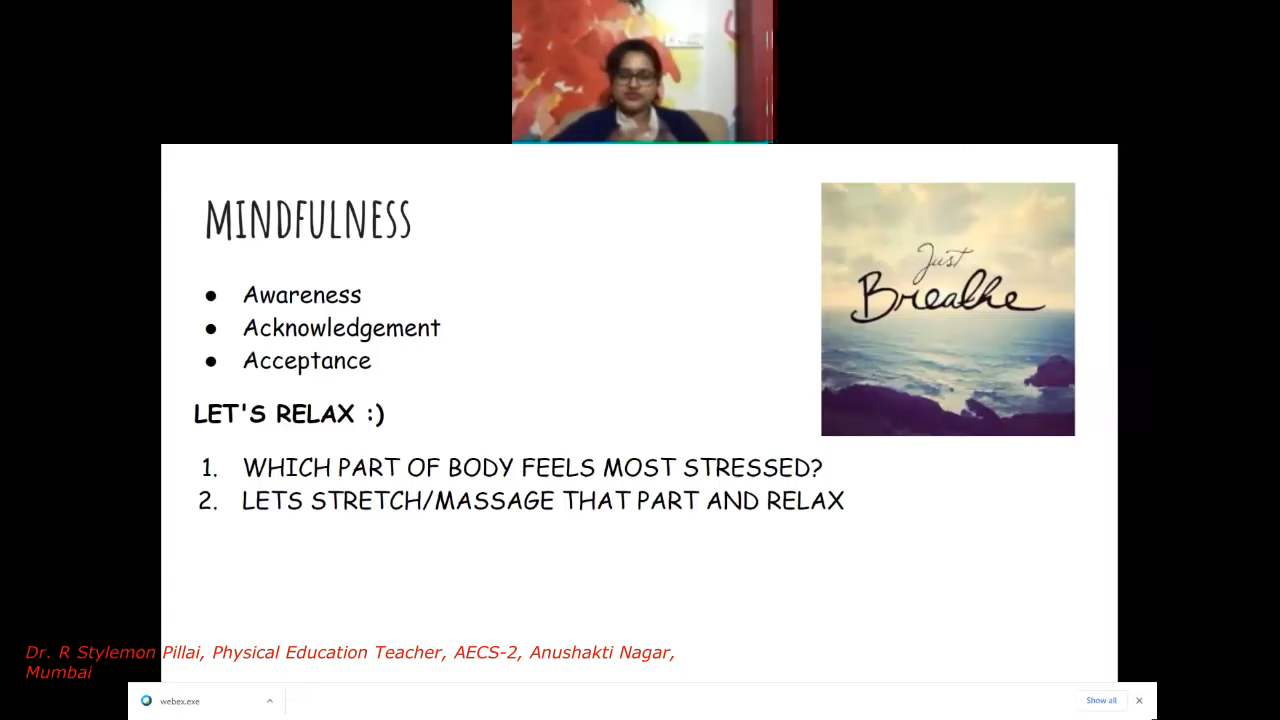 MINDFULNESS
Just
Breathe
● Awareness
● Acknowledgement
● Acceptance
LET'S RELAX :)
1. WHICH PART OF BODY FEELS MOST STRESSED?
2. LETS STRETCH/MASSAGE THAT PART AND RELAX
Dr. R Stylemon Pillai, Physical Education Teacher, AECS-2, Anushakti Nagar,
Mumbai
webex.exe
Show all